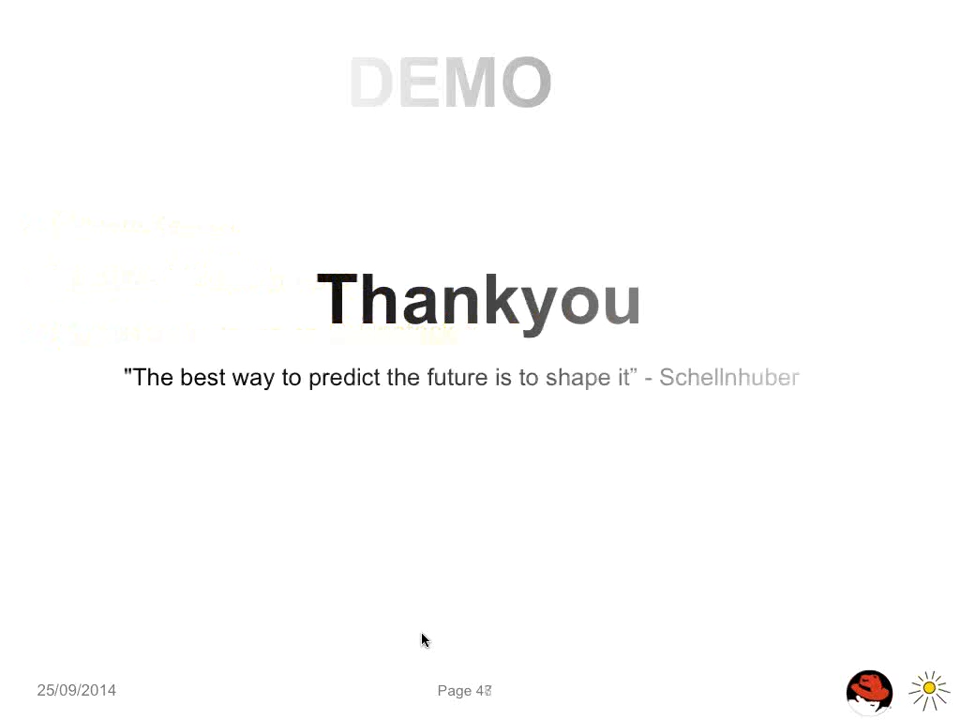 DEMO
Thankyou
"The best way to predict the future is to shape it” - Schellnhuber
25/09/2014
Page